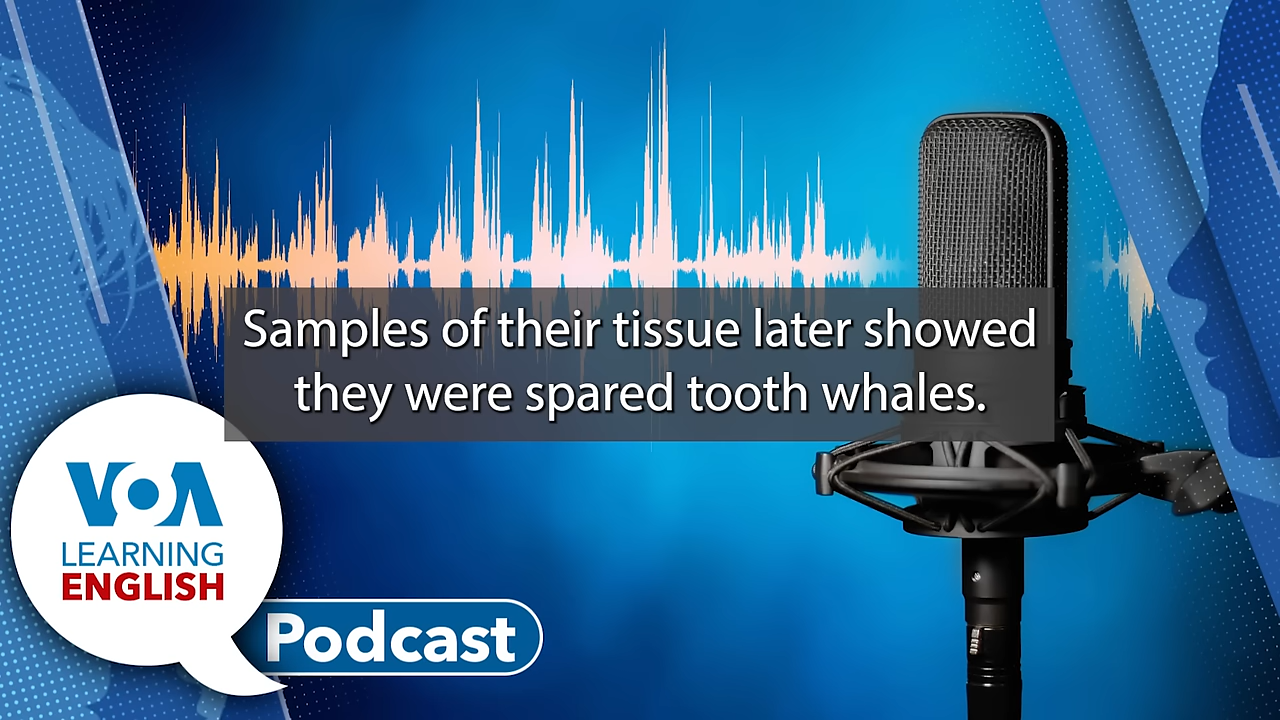 Samples of their tissue later showed
they were spared tooth whales.
VOA
LEARNING
ENGLISH
Podcast